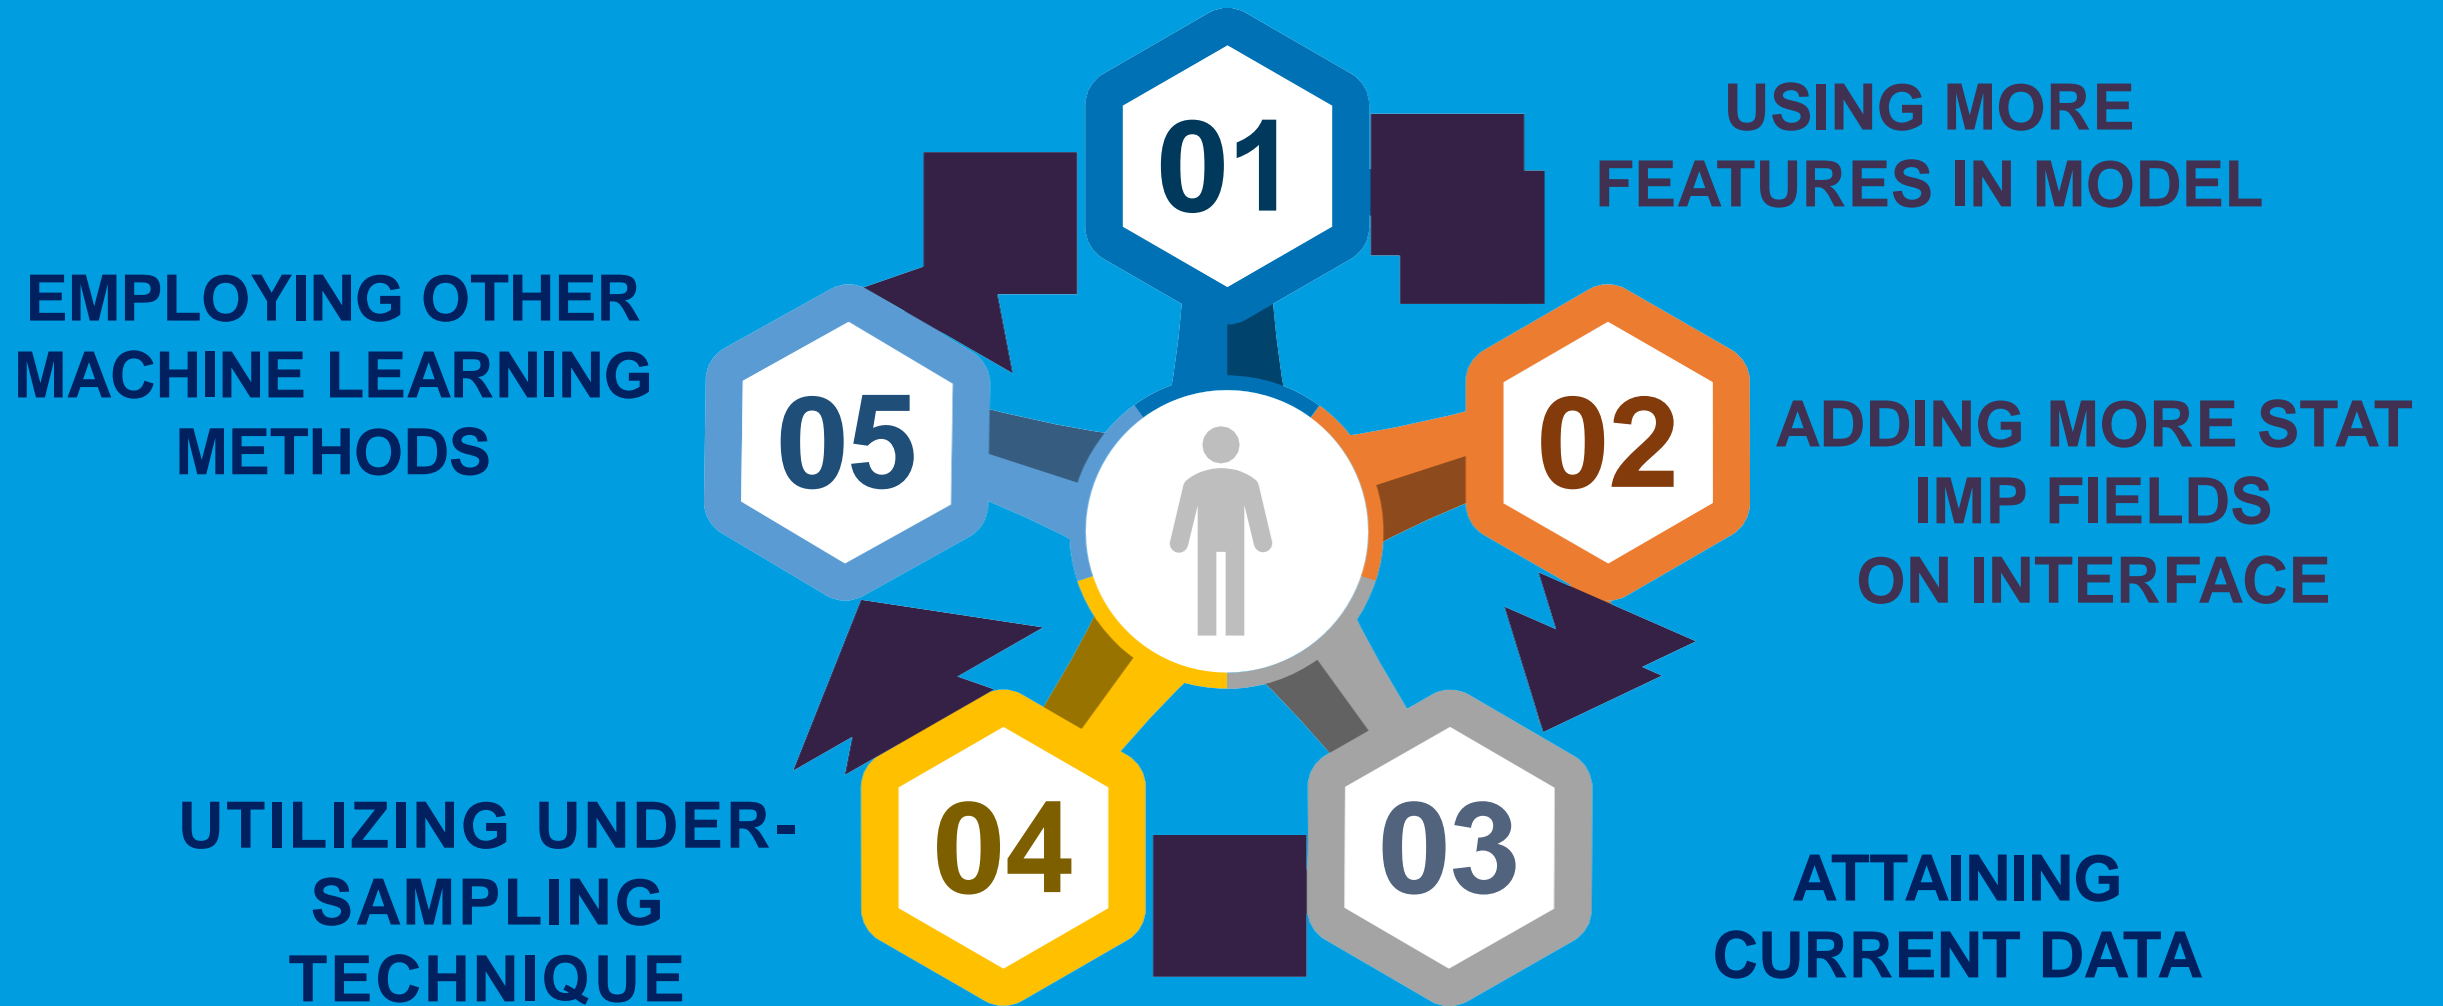 01
USING MORE
FEATURES IN MODEL
02
ADDING MORE STAT
IMP FIELDS
ON INTERFACE
03
ATTAINING
CURRENT DATA
04
UTILIZING UNDER-
SAMPLING
TECHNIQUE
05
EMPLOYING OTHER
MACHINE LEARNING
METHODS